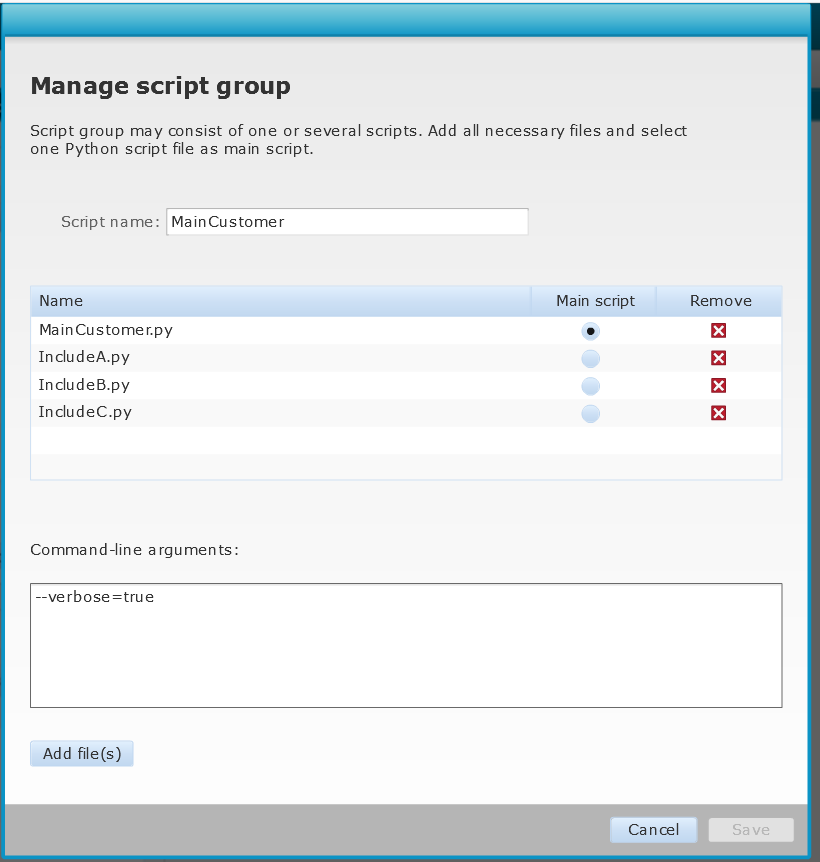 Manage script group
Script group may consist of one or several scripts. Add all necessary files and select
one Python script file as main script.
Script name: MainCustomer
Name Main script Remove
MainCustomer.py
IncludeA.py
IncludeB.py
IncludeC.py
Command-line arguments:
--verbose=true
Add file(s)
Cancel Save